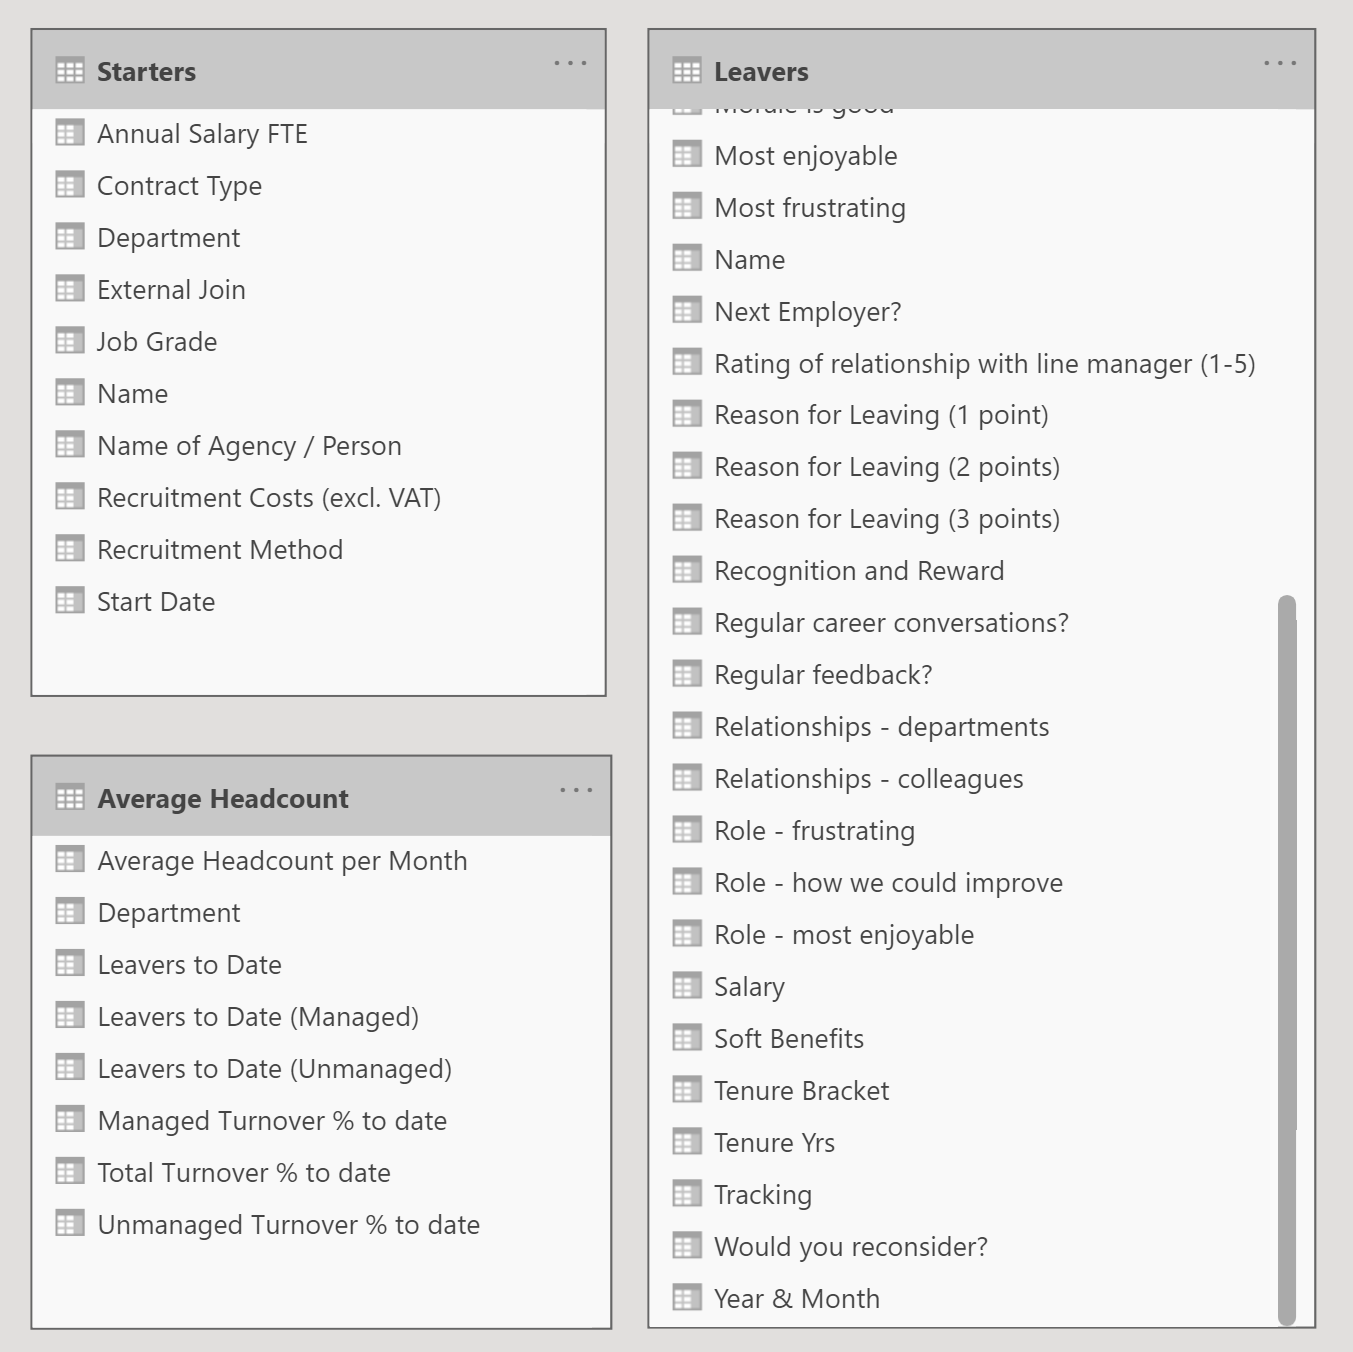 Starters
Annual Salary FTE
Contract Type
Department
External Join
Job Grade
Name
Name of Agency / Person
Recruitment Costs (excl. VAT)
Recruitment Method
Start Date
Average Headcount
Average Headcount per Month
Department
Leavers to Date
Leavers to Date (Managed)
Leavers to Date (Unmanaged)
Managed Turnover % to date
Total Turnover % to date
Unmanaged Turnover % to date
Leavers
Morale is good
Most enjoyable
Most frustrating
Name
Next Employer?
Rating of relationship with line manager (1-5)
Reason for Leaving (1 point)
Reason for Leaving (2 points)
Reason for Leaving (3 points)
Recognition and Reward
Regular career conversations?
Regular feedback?
Relationships - departments
Relationships - colleagues
Role - frustrating
Role - how we could improve
Role - most enjoyable
Salary
Soft Benefits
Tenure Bracket
Tenure Yrs
Tracking
Would you reconsider?
Year & Month